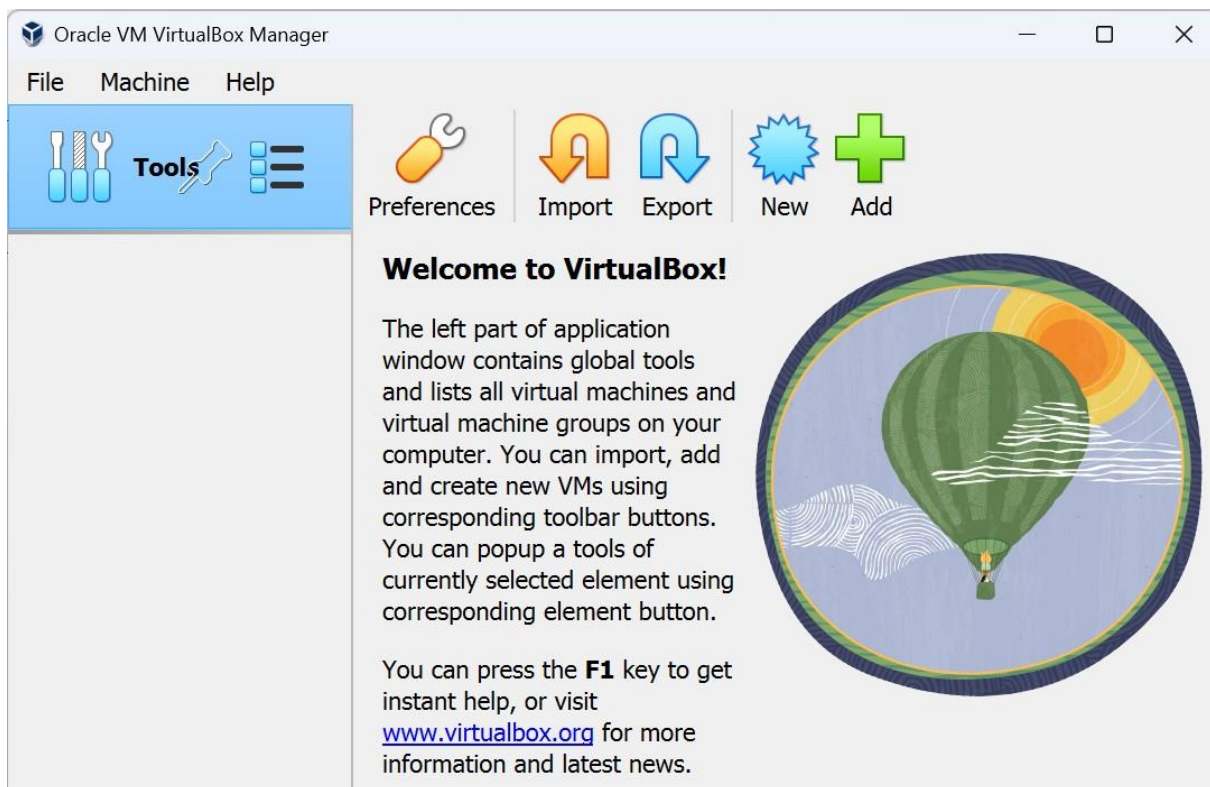 Oracle VM VirtualBox Manager
File Machine Help
Tools
Preferences Import Export New Add
Welcome to VirtualBox!
The left part of application
window contains global tools
and lists all virtual machines and
virtual machine groups on your
computer. You can import, add
and create new VMs using
corresponding toolbar buttons.
You can popup a tools of
currently selected element using
corresponding element button.
You can press the F1 key to get
instant help, or visit
www.virtualbox.org for more
information and latest news.